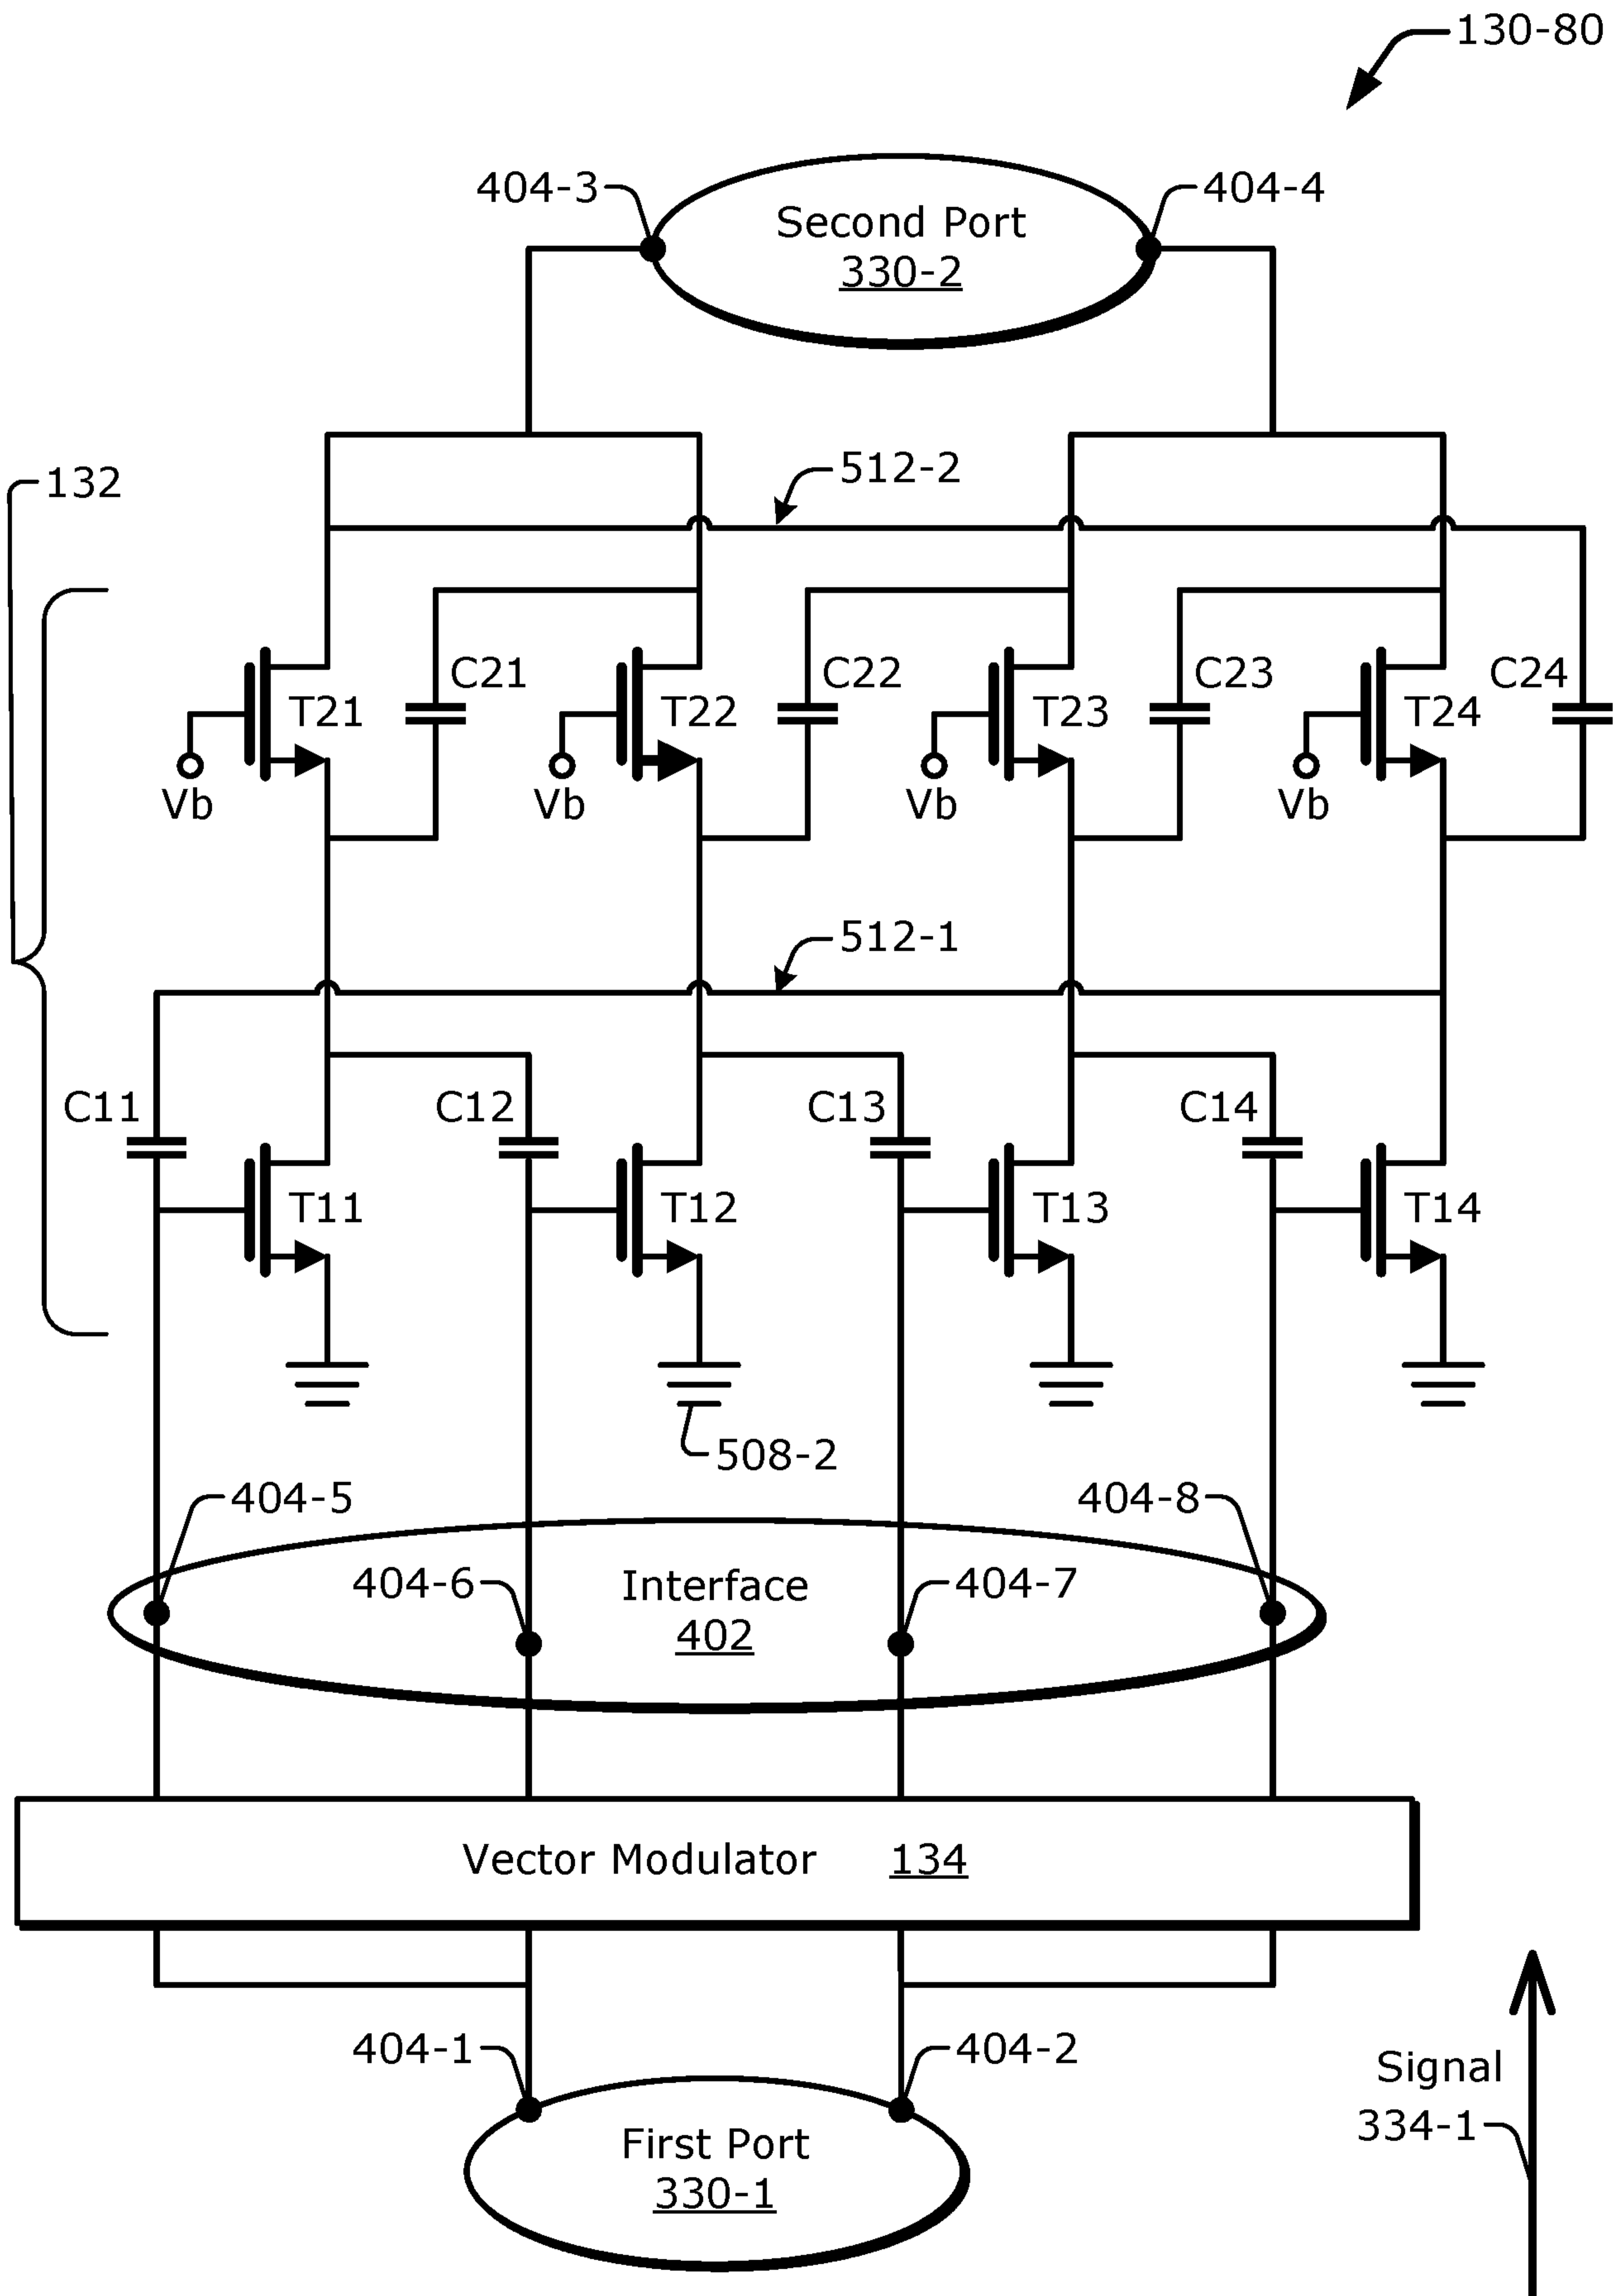 130-80
404-3
404-4
Second Port
330-2
132
512-2
C21
C22
C23
C24
T21
T22
T23
T24
Vb
Vb
Vb
Vb
512-1
C11
C12
C13
C14
T11
T12
T13
T14
508-2
404-5
404-8
404-6
Interface
404-7
402
Vector Modulator 134
404-1
404-2
Signal
334-1
First Port
330-1